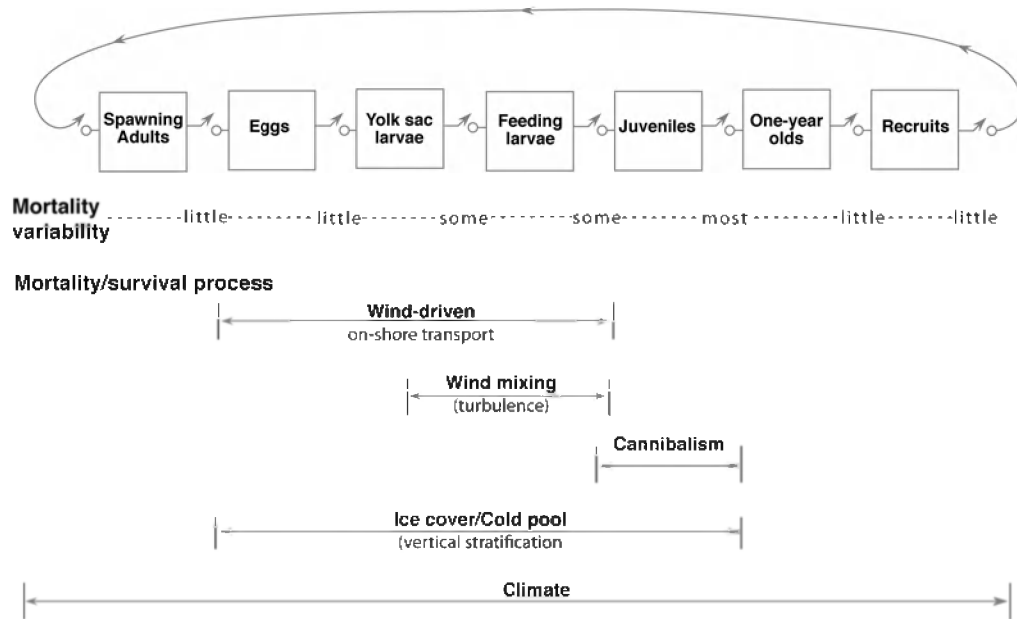 Spawning
Adults
Eggs
Yolk sac
larvae
Feeding
larvae
Juveniles
One-year
olds
Recruits
Mortality
variability
little little some some most little little
Mortality/survival process
Wind-driven
on-shore transport
Wind mixing
(turbulence)
Cannibalism
Ice cover/Cold pool
(vertical stratification
Climate